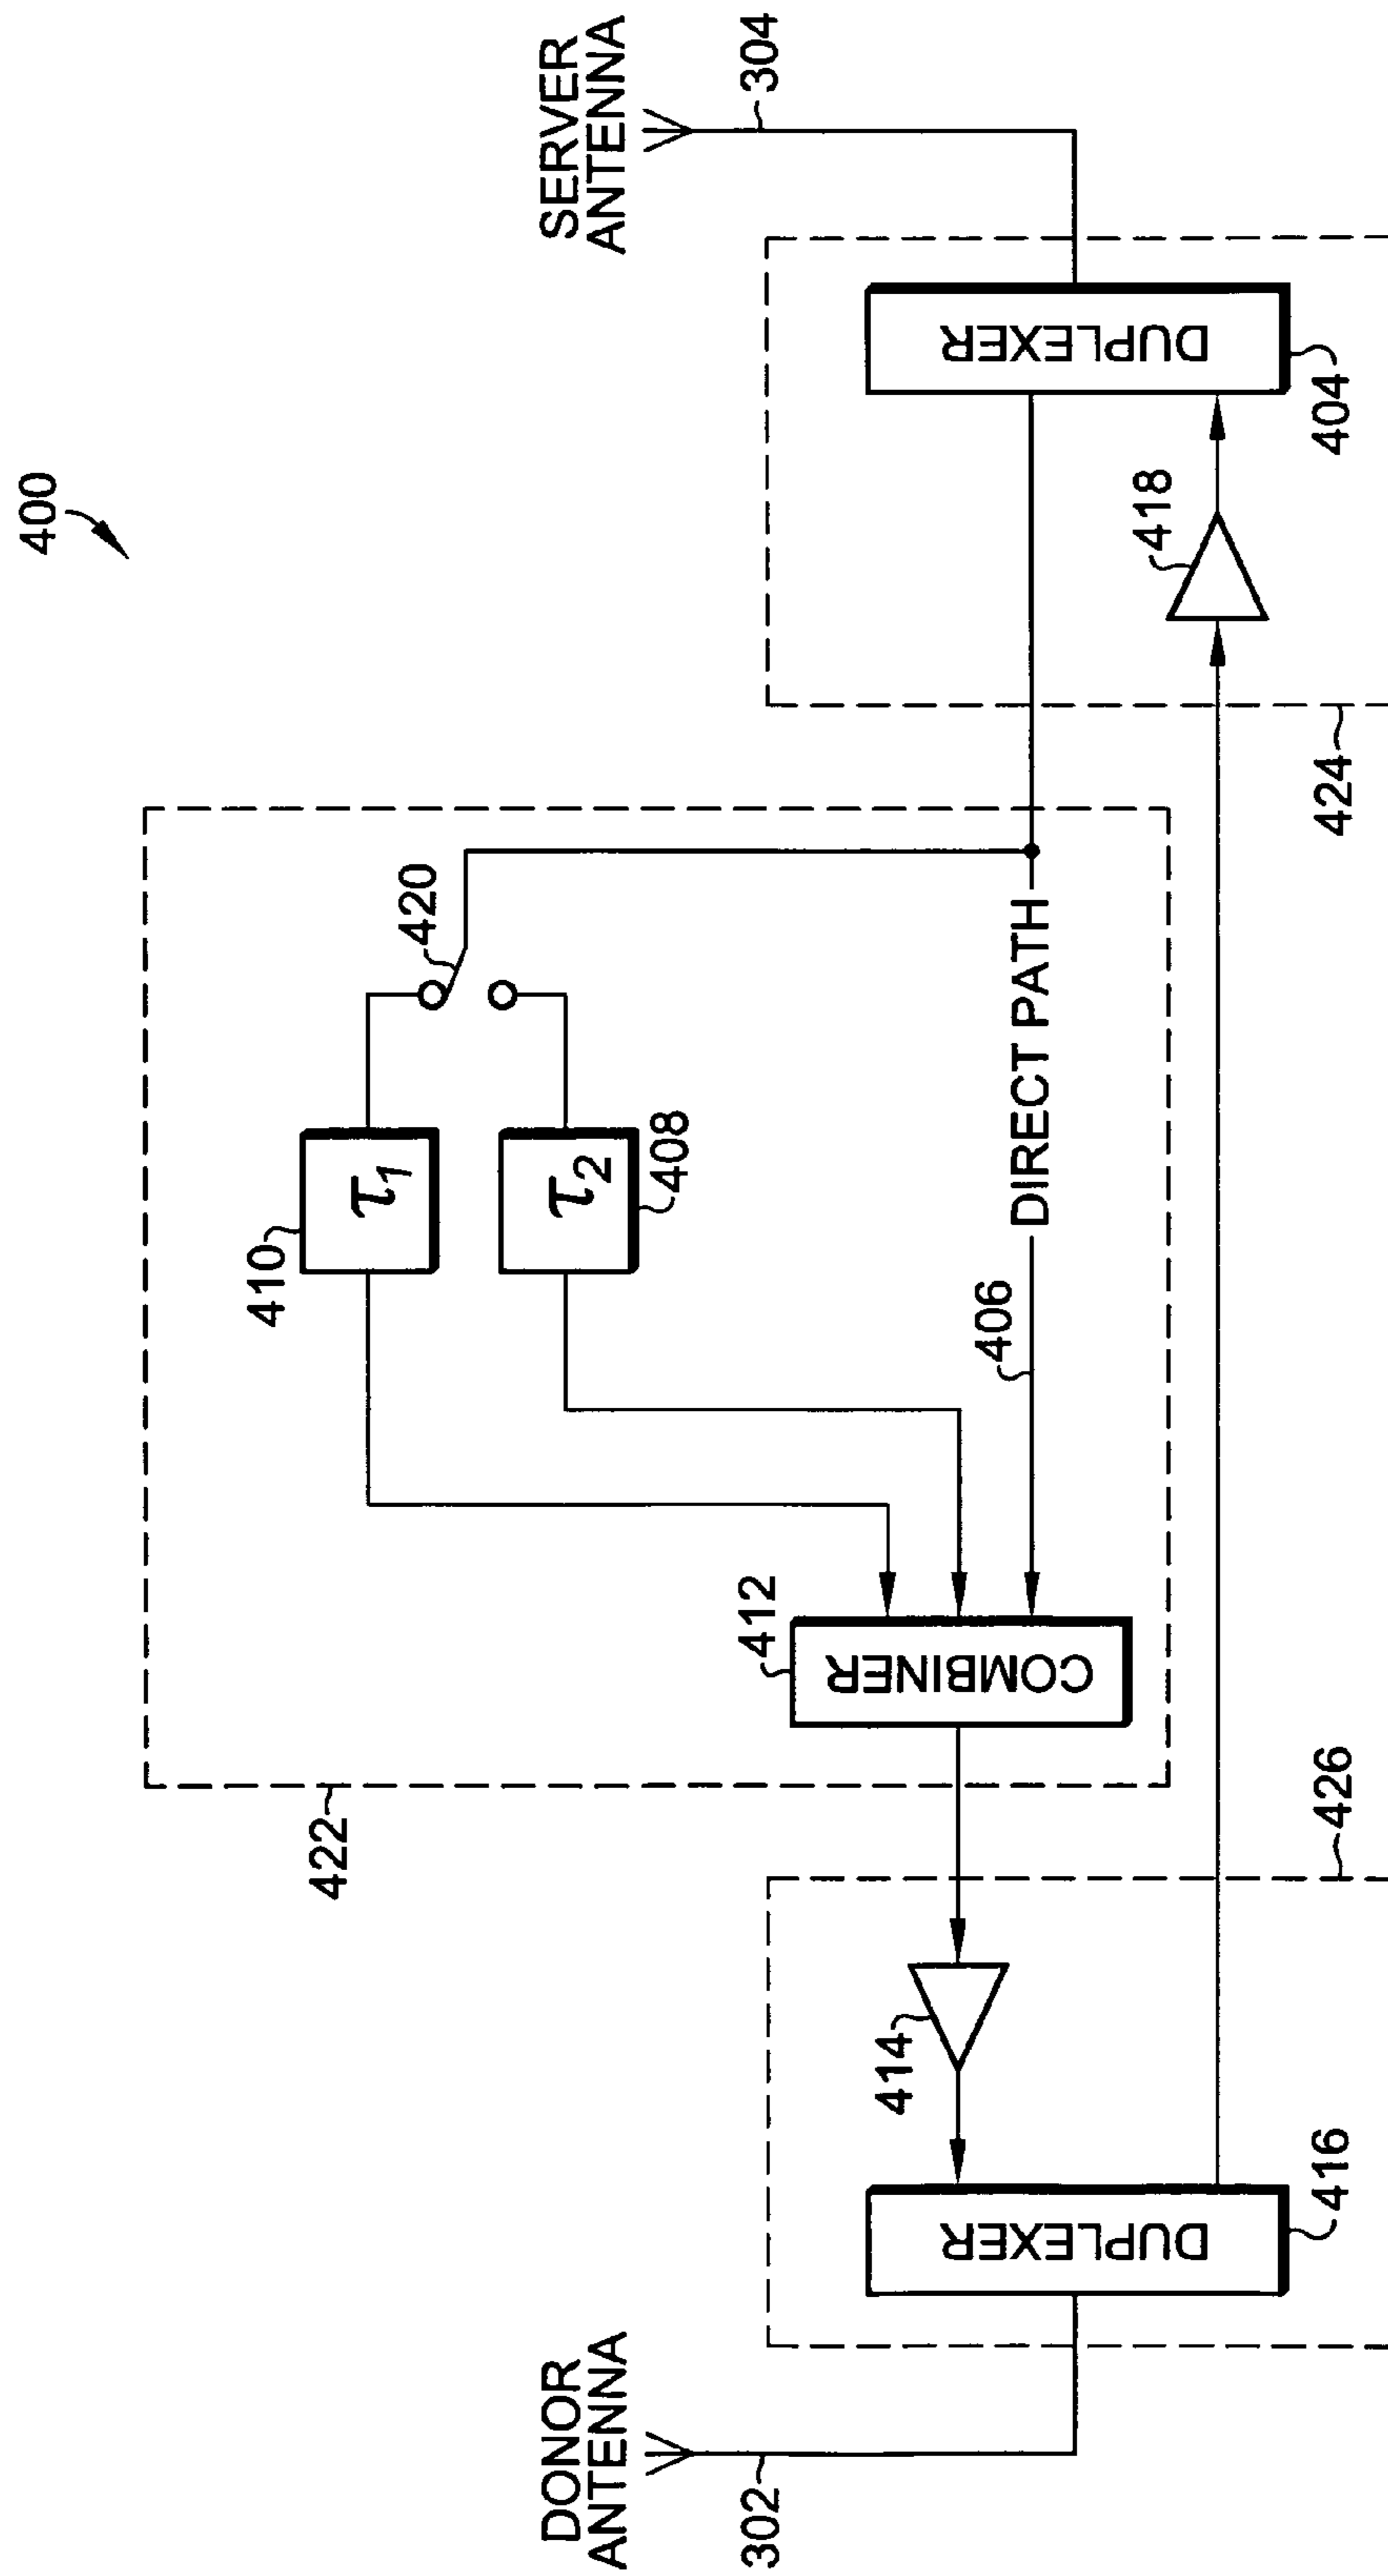 400
SERVER
ANTENNA
304
DUPLEXER
404
418
424
420
τ1
410
τ2
408
DIRECT PATH
406
COMBINER
412
422
414
426
DUPLEXER
416
DONOR
ANTENNA
302